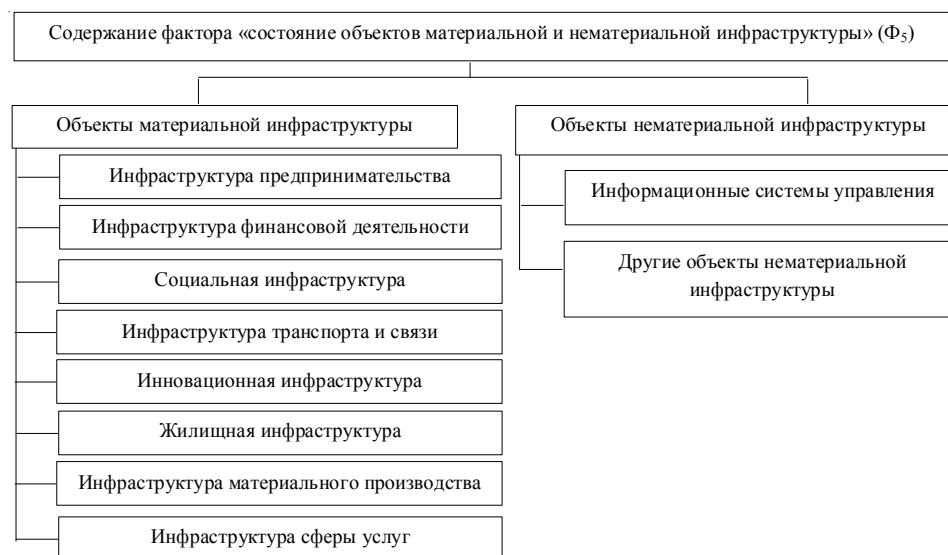 Содержание фактора «состояние объектов материальной и нематериальной инфраструктуры» (Ф₅)
Объекты материальной инфраструктуры
Инфраструктура предпринимательства
Инфраструктура финансовой деятельности
Социальная инфраструктура
Инфраструктура транспорта и связи
Инновационная инфраструктура
Жилищная инфраструктура
Инфраструктура материального производства
Инфраструктура сферы услуг
Объекты нематериальной инфраструктуры
Информационные системы управления
Другие объекты нематериальной
инфраструктуры